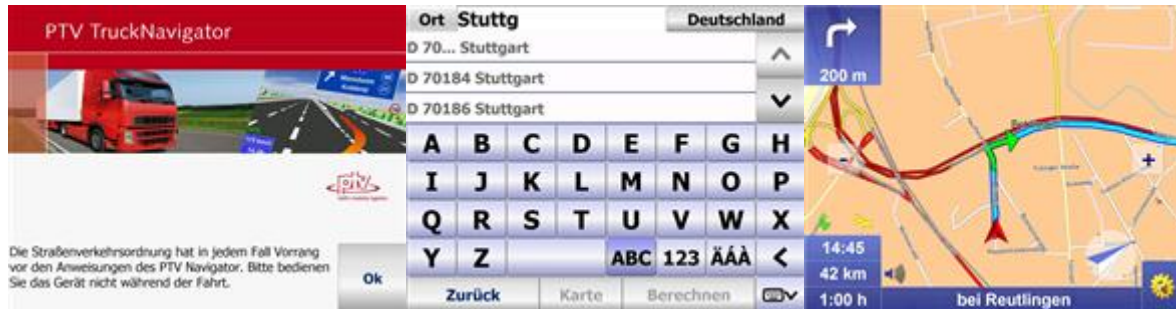 PTV TruckNavigator
ptv
Die Straßenverkehrsordnung hat in jedem Fall Vorrang
vor den Anweisungen des PTV Navigator. Bitte bedienen
Sie das Gerät nicht während der Fahrt.
Ok
Ort Stuttg Deutschland
D 70... Stuttgart
D 70184 Stuttgart
D 70186 Stuttgart
A B C D E F G H
I J K L M N O P
Q R S T U V W X
Y Z ABC 123 ÄÁÀ <
Zurück Karte Berechnen
200 m
- +
14:45
42 km
1:00 h bei Reutlingen